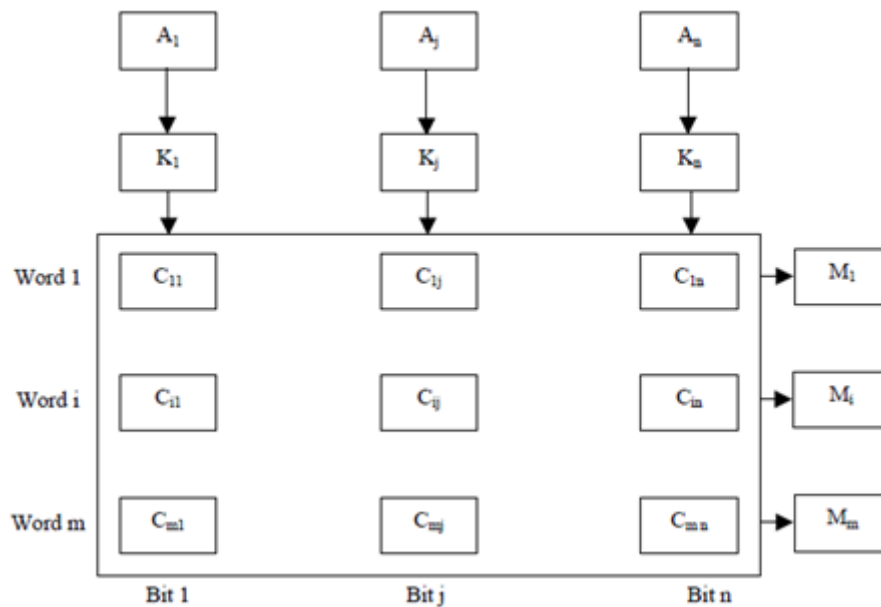 A₁ Aⱼ Aₙ
K₁ Kⱼ Kₙ
Word 1 C₁₁ C₁ⱼ C₁ₙ M₁
Word i Cᵢ₁ Cᵢⱼ Cᵢₙ Mᵢ
Word m Cₘ₁ Cₘⱼ Cₘₙ Mₘ
Bit 1 Bit j Bit n